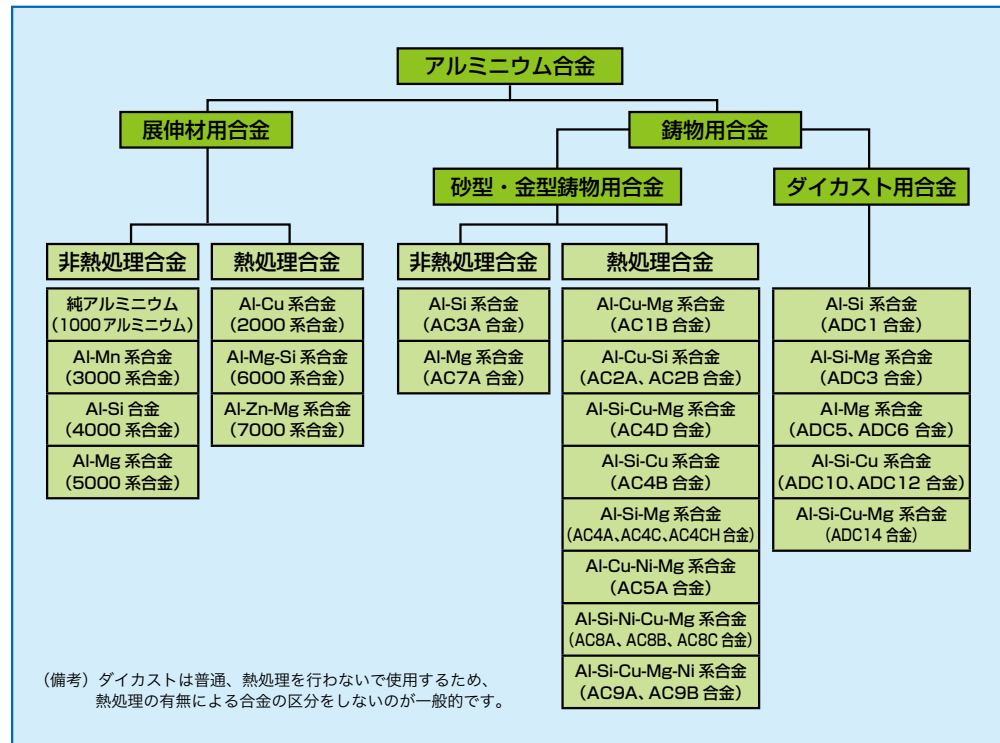 アルミニウム合金
展伸材用合金
鋳物用合金
砂型・金型鋳物用合金
ダイカスト用合金
非熱処理合金
熱処理合金
非熱処理合金
熱処理合金
純アルミニウム
(1000アルミニウム)
Al-Mn 系合金
(3000 系合金)
Al-Si 合金
(4000 系合金)
Al-Mg 系合金
(5000 系合金)
Al-Cu 系合金
(2000 系合金)
Al-Mg-Si 系合金
(6000 系合金)
Al-Zn-Mg 系合金
(7000 系合金)
Al-Si 系合金
(AC3A 合金)
Al-Mg 系合金
(AC7A 合金)
Al-Cu-Mg 系合金
(AC1B 合金)
Al-Cu-Si 系合金
(AC2A、AC2B 合金)
Al-Si-Cu-Mg 系合金
(AC4D 合金)
Al-Si-Cu 系合金
(AC4B 合金)
Al-Si-Mg 系合金
(AC4A、AC4C、AC4CH 合金)
Al-Cu-Ni-Mg 系合金
(AC5A 合金)
Al-Si-Ni-Cu-Mg 系合金
(AC8A、AC8B、AC8C 合金)
Al-Si-Cu-Mg-Ni 系合金
(AC9A、AC9B 合金)
Al-Si 系合金
(ADC1 合金)
Al-Si-Mg 系合金
(ADC3 合金)
Al-Mg 系合金
(ADC5、ADC6 合金)
Al-Si-Cu 系合金
(ADC10、ADC12 合金)
Al-Si-Cu-Mg 系合金
(ADC14 合金)
(備考) ダイカストは普通、熱処理を行わないで使用するため、
熱処理の有無による合金の区分をしないのが一般的です。